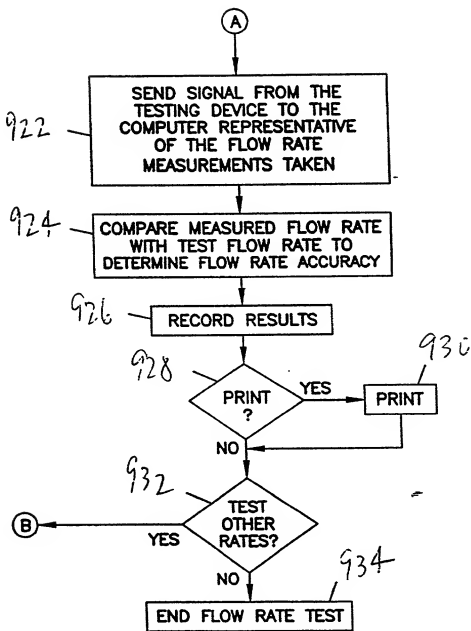 A
922
SEND SIGNAL FROM THE
TESTING DEVICE TO THE
COMPUTER REPRESENTATIVE
OF THE FLOW RATE
MEASUREMENTS TAKEN
924
COMPARE MEASURED FLOW RATE
WITH TEST FLOW RATE TO
DETERMINE FLOW RATE ACCURACY
926
RECORD RESULTS
928
PRINT
?
YES
930
PRINT
NO
932
TEST
OTHER
RATES?
B
YES
NO
934
END FLOW RATE TEST